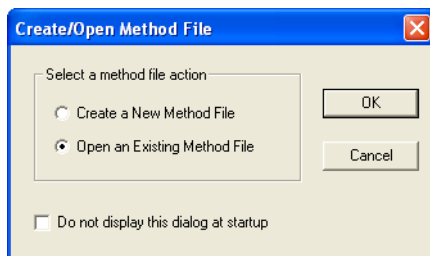 Create/Open Method File
Select a method file action
Create a New Method File
Open an Existing Method File
OK
Cancel
Do not display this dialog at startup